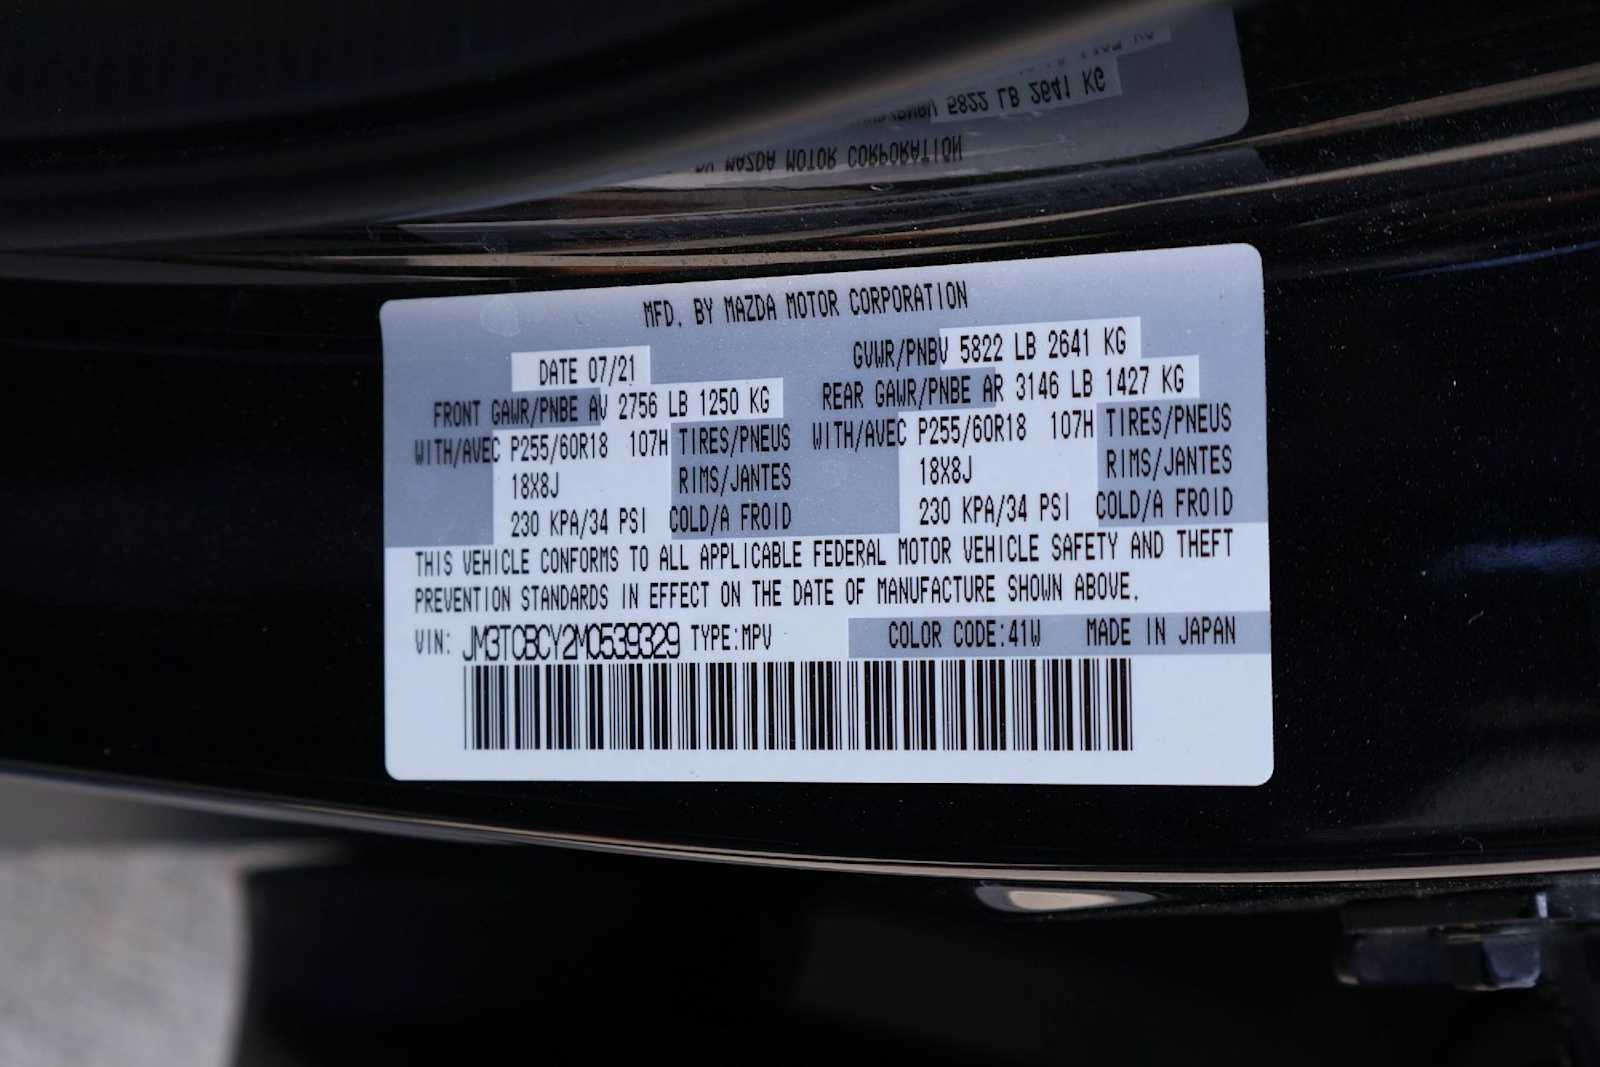 MFD. BY MAZDA MOTOR CORPORATION
DATE 07/21 GVWR/PNBV 5822 LB 2641 KG
FRONT GAWR/PNBE AV 2756 LB 1250 KG REAR GAWR/PNBE AR 3146 LB 1427 KG
WITH/AVEC P255/60R18 107H TIRES/PNEUS WITH/AVEC P255/60R18 107H TIRES/PNEUS
18X8J RIMS/JANTES 18X8J RIMS/JANTES
230 KPA/34 PSI COLD/A FROID 230 KPA/34 PSI COLD/A FROID
THIS VEHICLE CONFORMS TO ALL APPLICABLE FEDERAL MOTOR VEHICLE SAFETY AND THEFT
PREVENTION STANDARDS IN EFFECT ON THE DATE OF MANUFACTURE SHOWN ABOVE.
VIN: JM3TCBCY2M0539329 TYPE:MPV COLOR CODE:41W MADE IN JAPAN